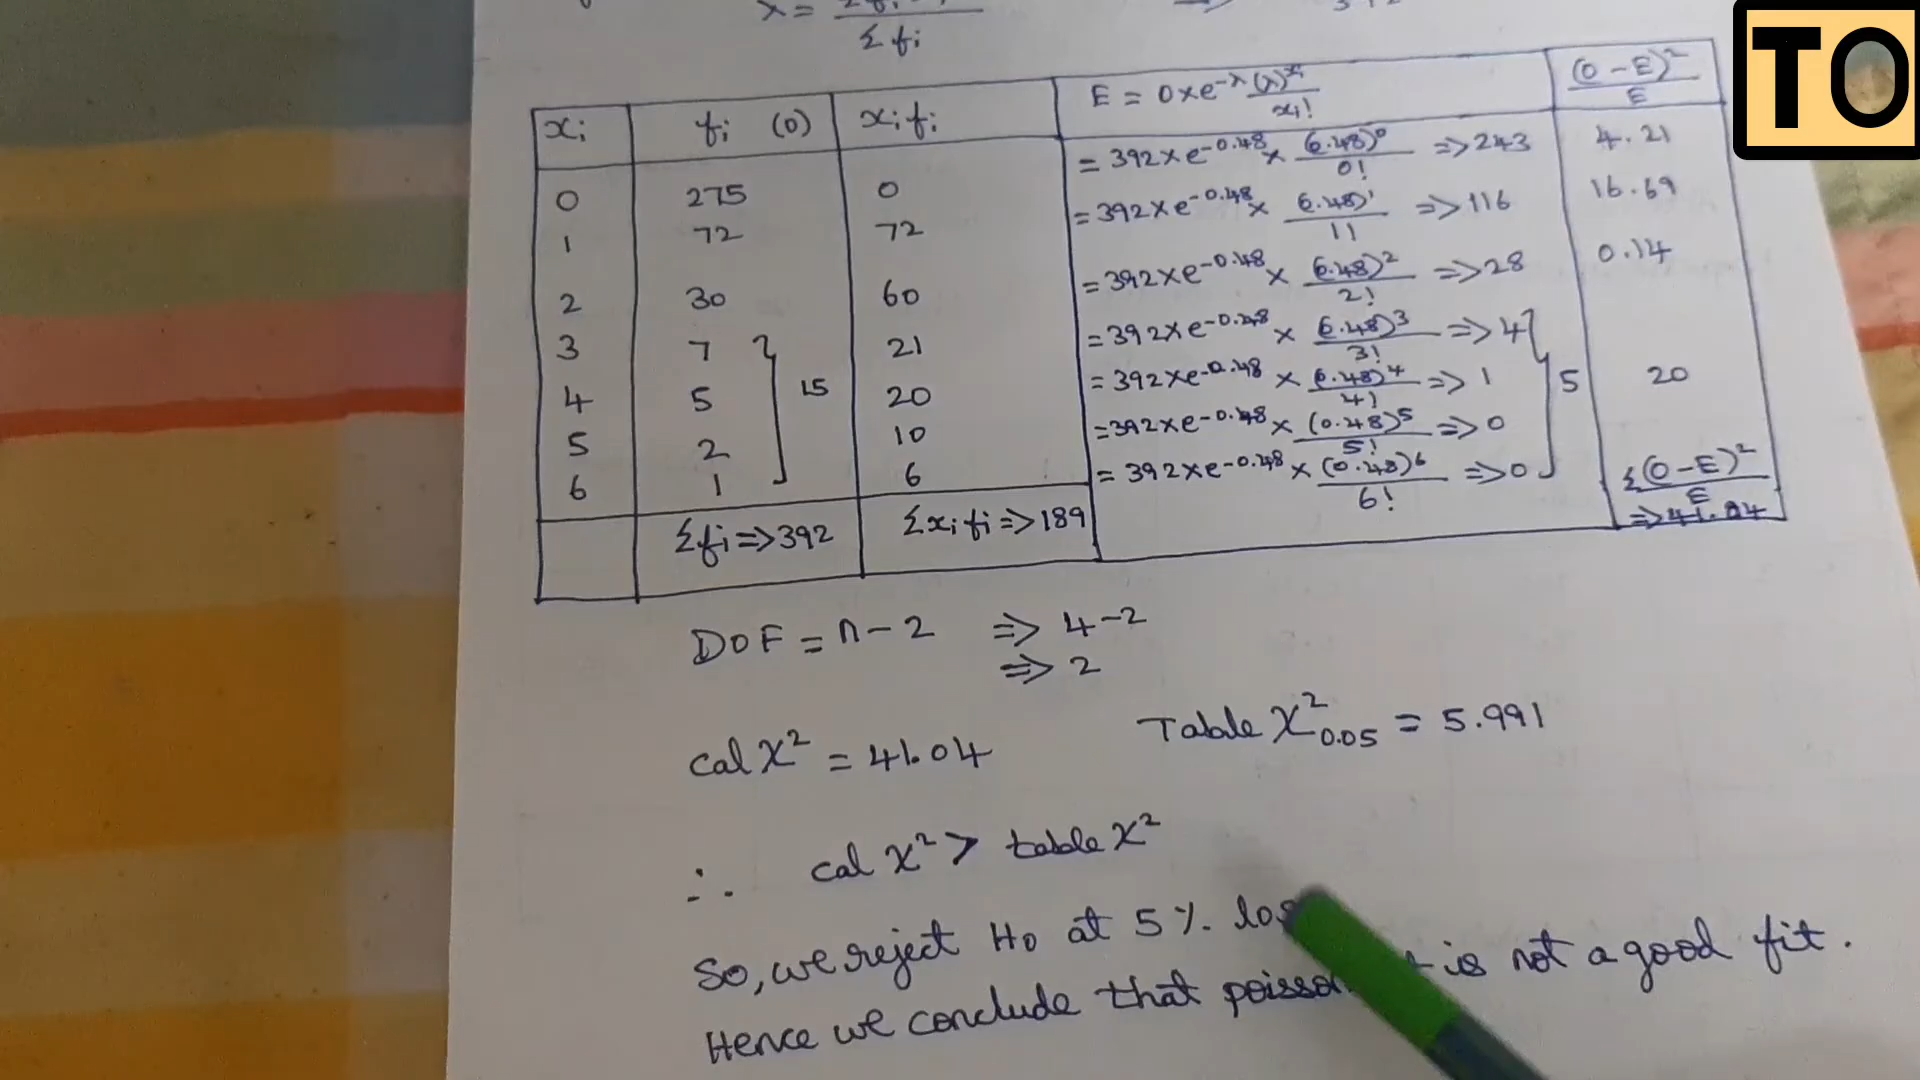 Σfi
xi fi (O) xifi E = O×e^-λ (λ)^xi / xi! (O-E)² / E
0 275 0 = 392×e^-0.48 × (0.48)^0 / 0! => 243 4.21
1 72 72 = 392×e^-0.48 × (0.48)^1 / 1! => 116 16.69
2 30 60 = 392×e^-0.48 × (0.48)^2 / 2! => 28 0.14
3 7 21 = 392×e^-0.48 × (0.48)^3 / 3! => 4
4 5 15 20 = 392×e^-0.48 × (0.48)^4 / 4! => 1 5 20
5 2 10 = 392×e^-0.48 × (0.48)^5 / 5! => 0
6 1 6 = 392×e^-0.48 × (0.48)^6 / 6! => 0 Σ(O-E)² / E
Σfi => 392 Σxifi => 189 => 41.04
DOF = n-2 => 4-2
=> 2
cal χ² = 41.04 Table χ²0.05 = 5.991
∴ cal χ² > table χ²
So, we reject H0 at 5%.
Hence we conclude that is not a good fit.
TO